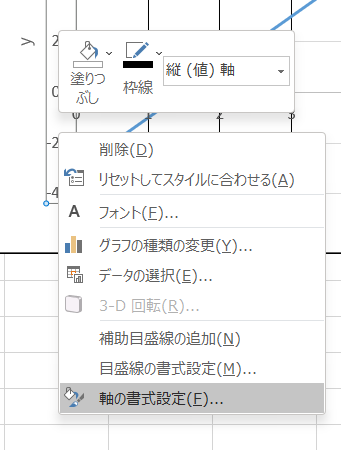 y
2
塗りつ
ぶし
枠線
縦 (値) 軸
0
0
1
2
3
-2
-4
削除(D)
リセットしてスタイルに合わせる(A)
A フォント(F)...
グラフの種類の変更(Y)...
データの選択(E)...
3-D 回転(R)...
補助目盛線の追加(N)
目盛線の書式設定(M)...
軸の書式設定(F)...